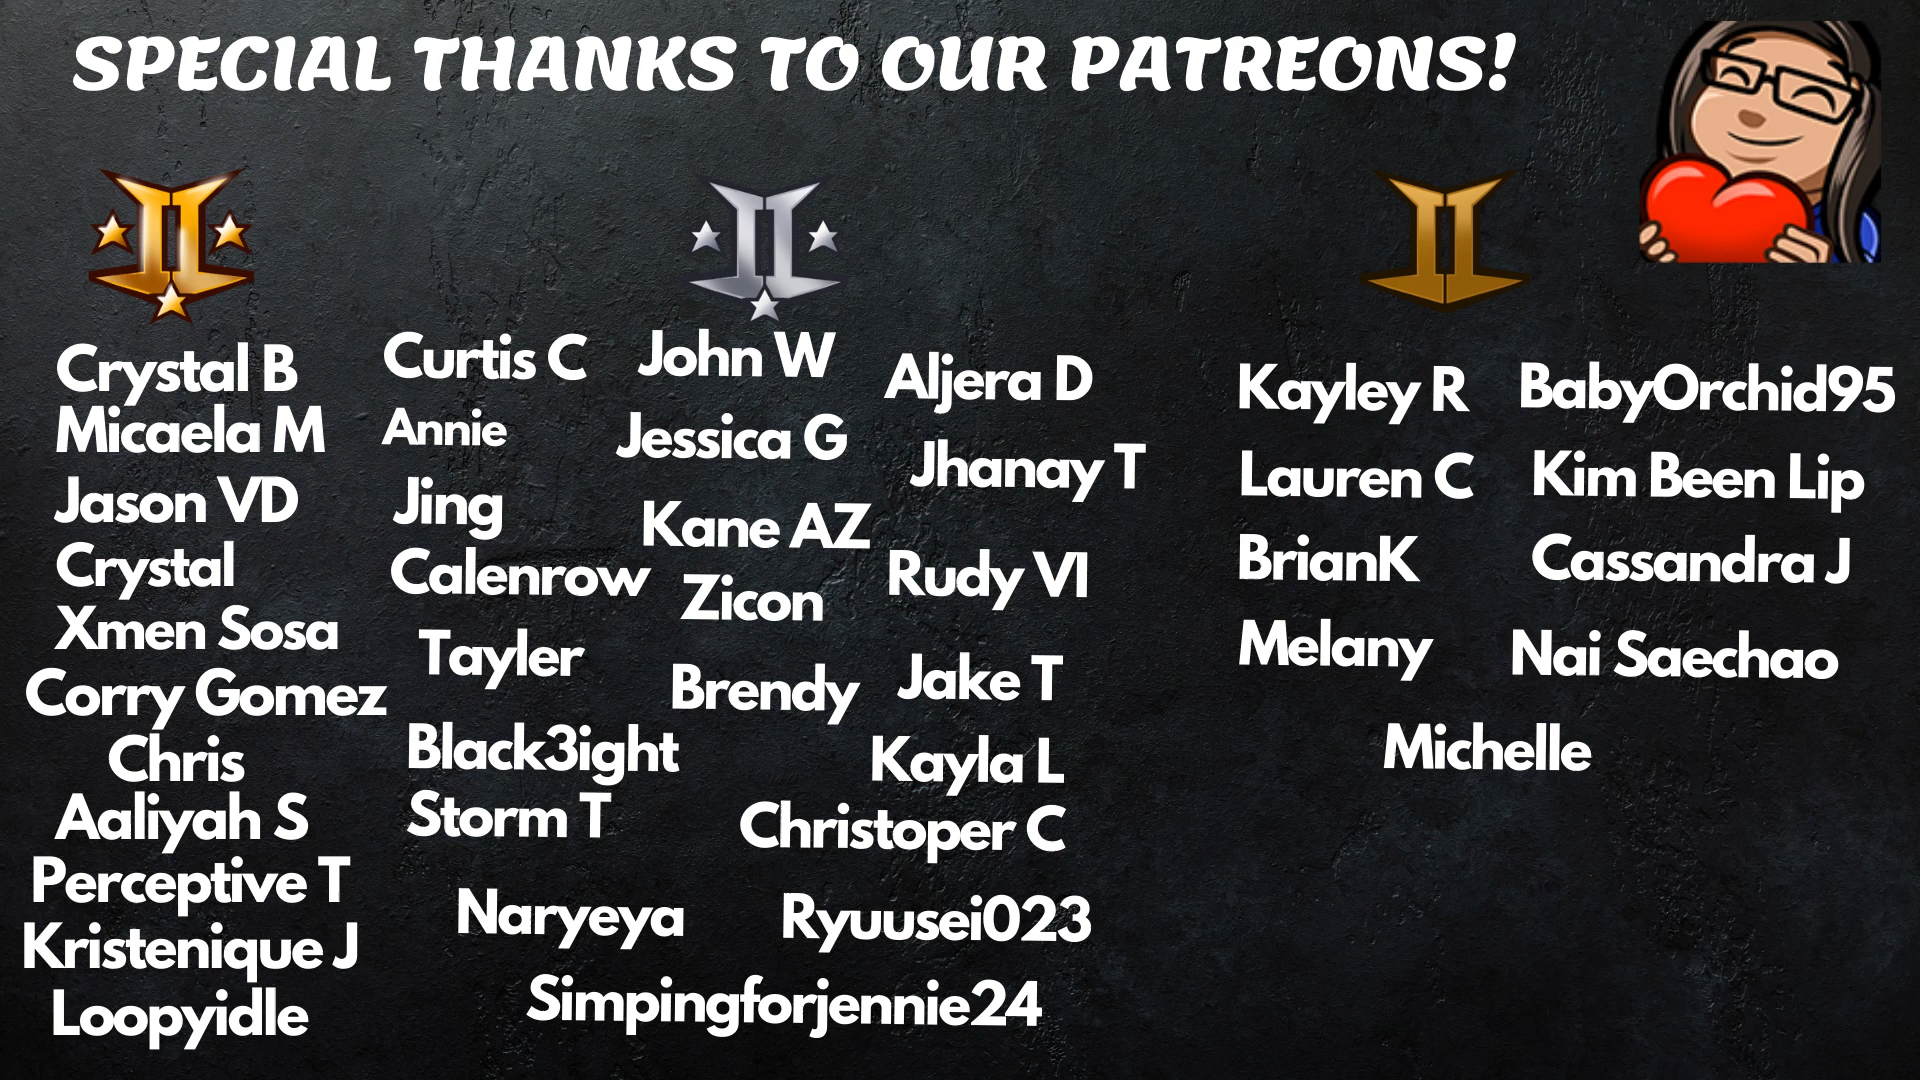 SPECIAL THANKS TO OUR PATREONS!
Crystal B
Micaela M
Jason VD
Crystal
Xmen Sosa
Corry Gomez
Chris
Aaliyah S
Perceptive T
Kristenique J
Loopyidle
Curtis C
Annie
Jing
Calenrow
Tayler
Black3ight
Storm T
Naryeya
John W
Jessica G
Kane AZ
Zicon
Brendy
Aljera D
Jhanay T
Rudy VI
Jake T
Kayla L
Christoper C
Ryuusei023
Simpingforjennie24
Kayley R
Lauren C
BrianK
Melany
BabyOrchid95
Kim Been Lip
Cassandra J
Nai Saechao
Michelle